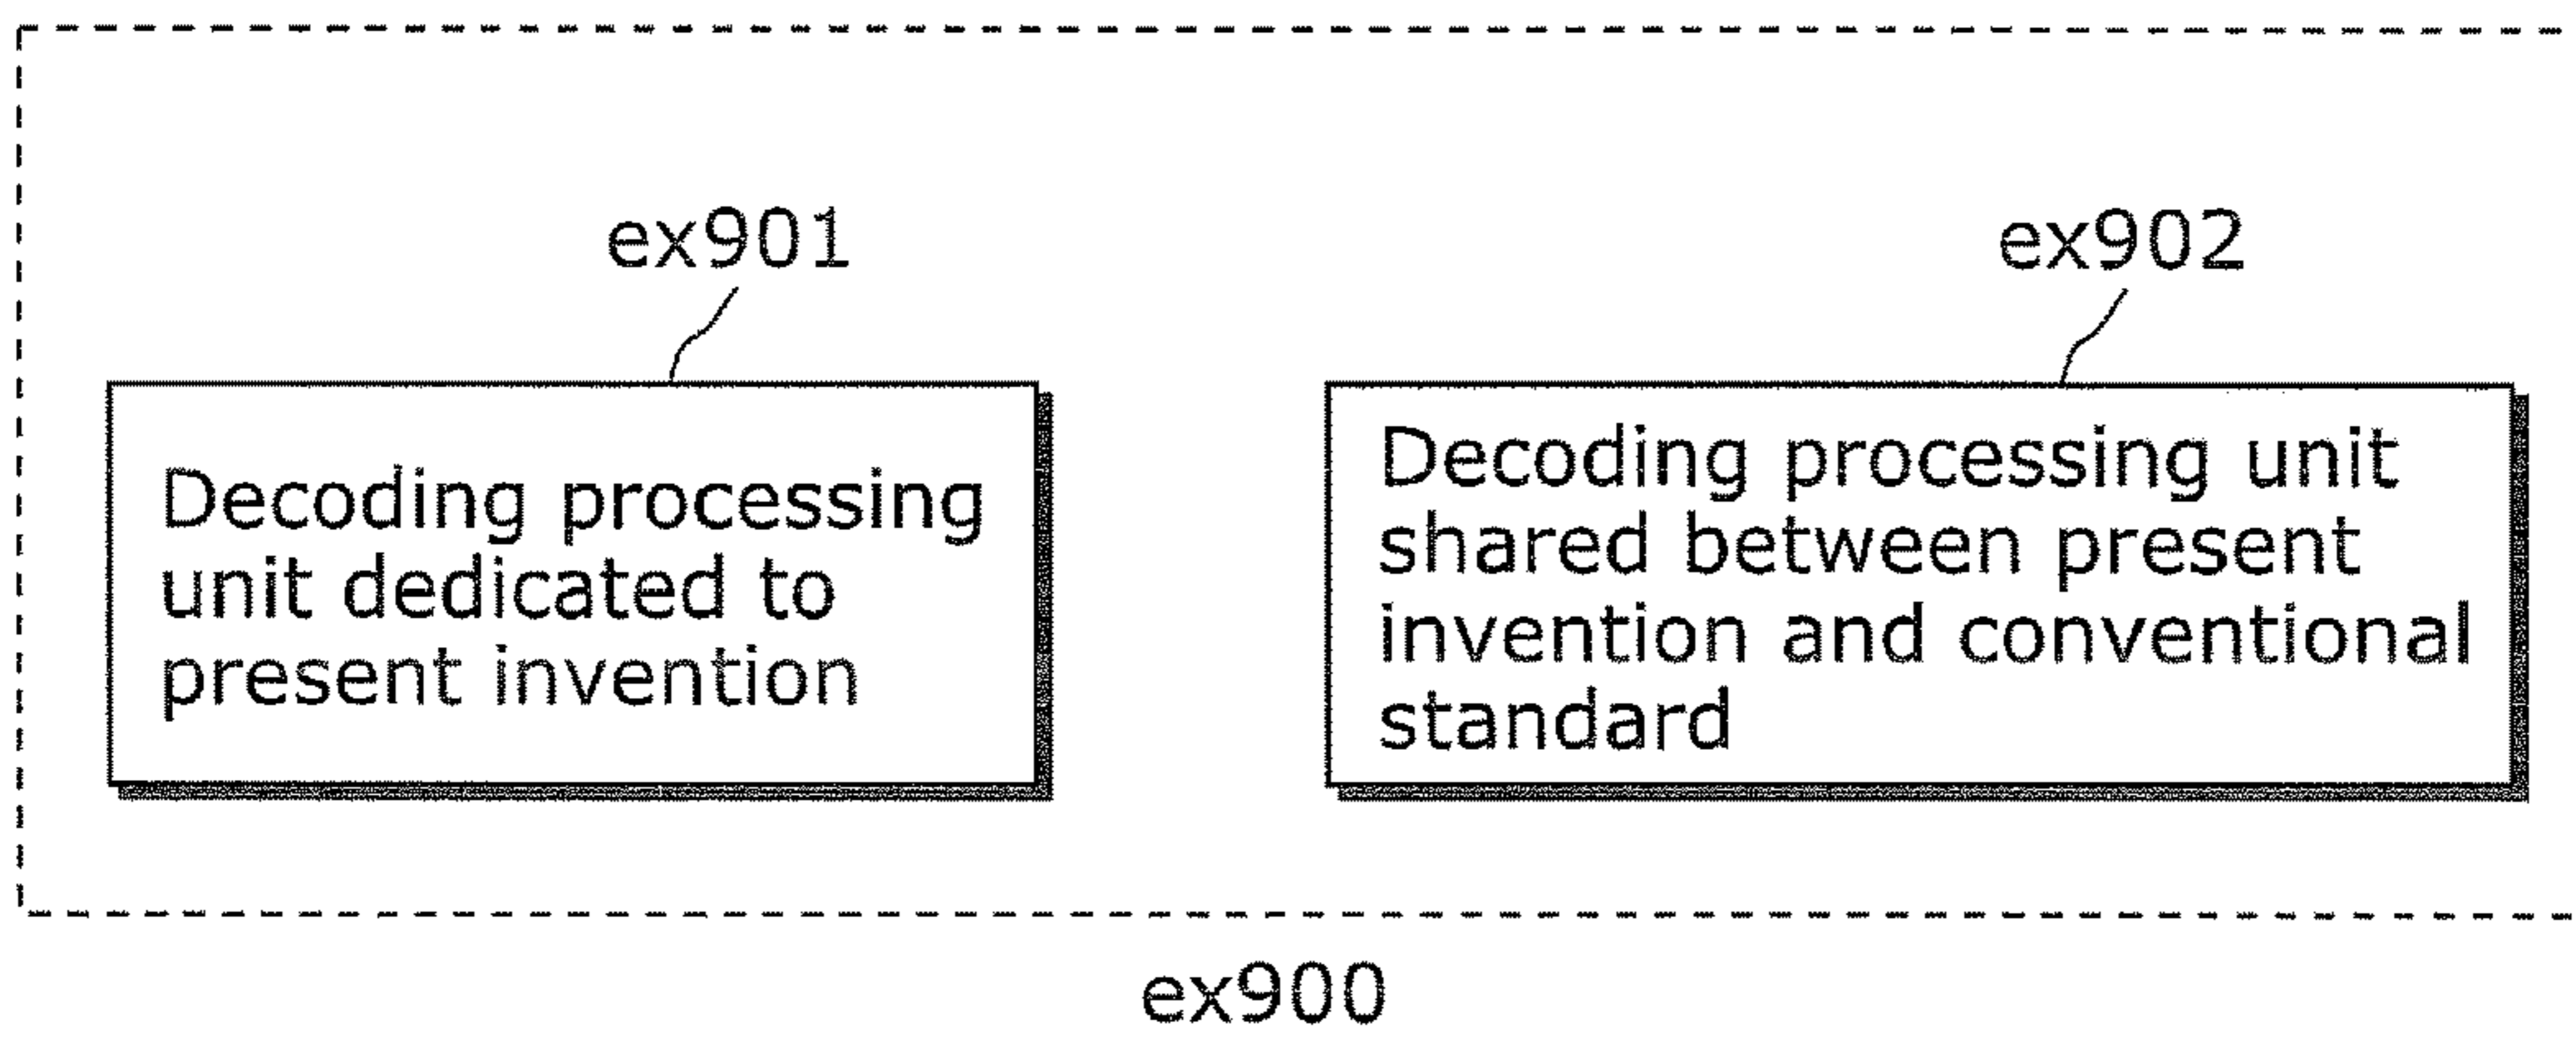 ex901
ex902
Decoding processing
unit dedicated to
present invention
Decoding processing unit
shared between present
invention and conventional
standard
ex900